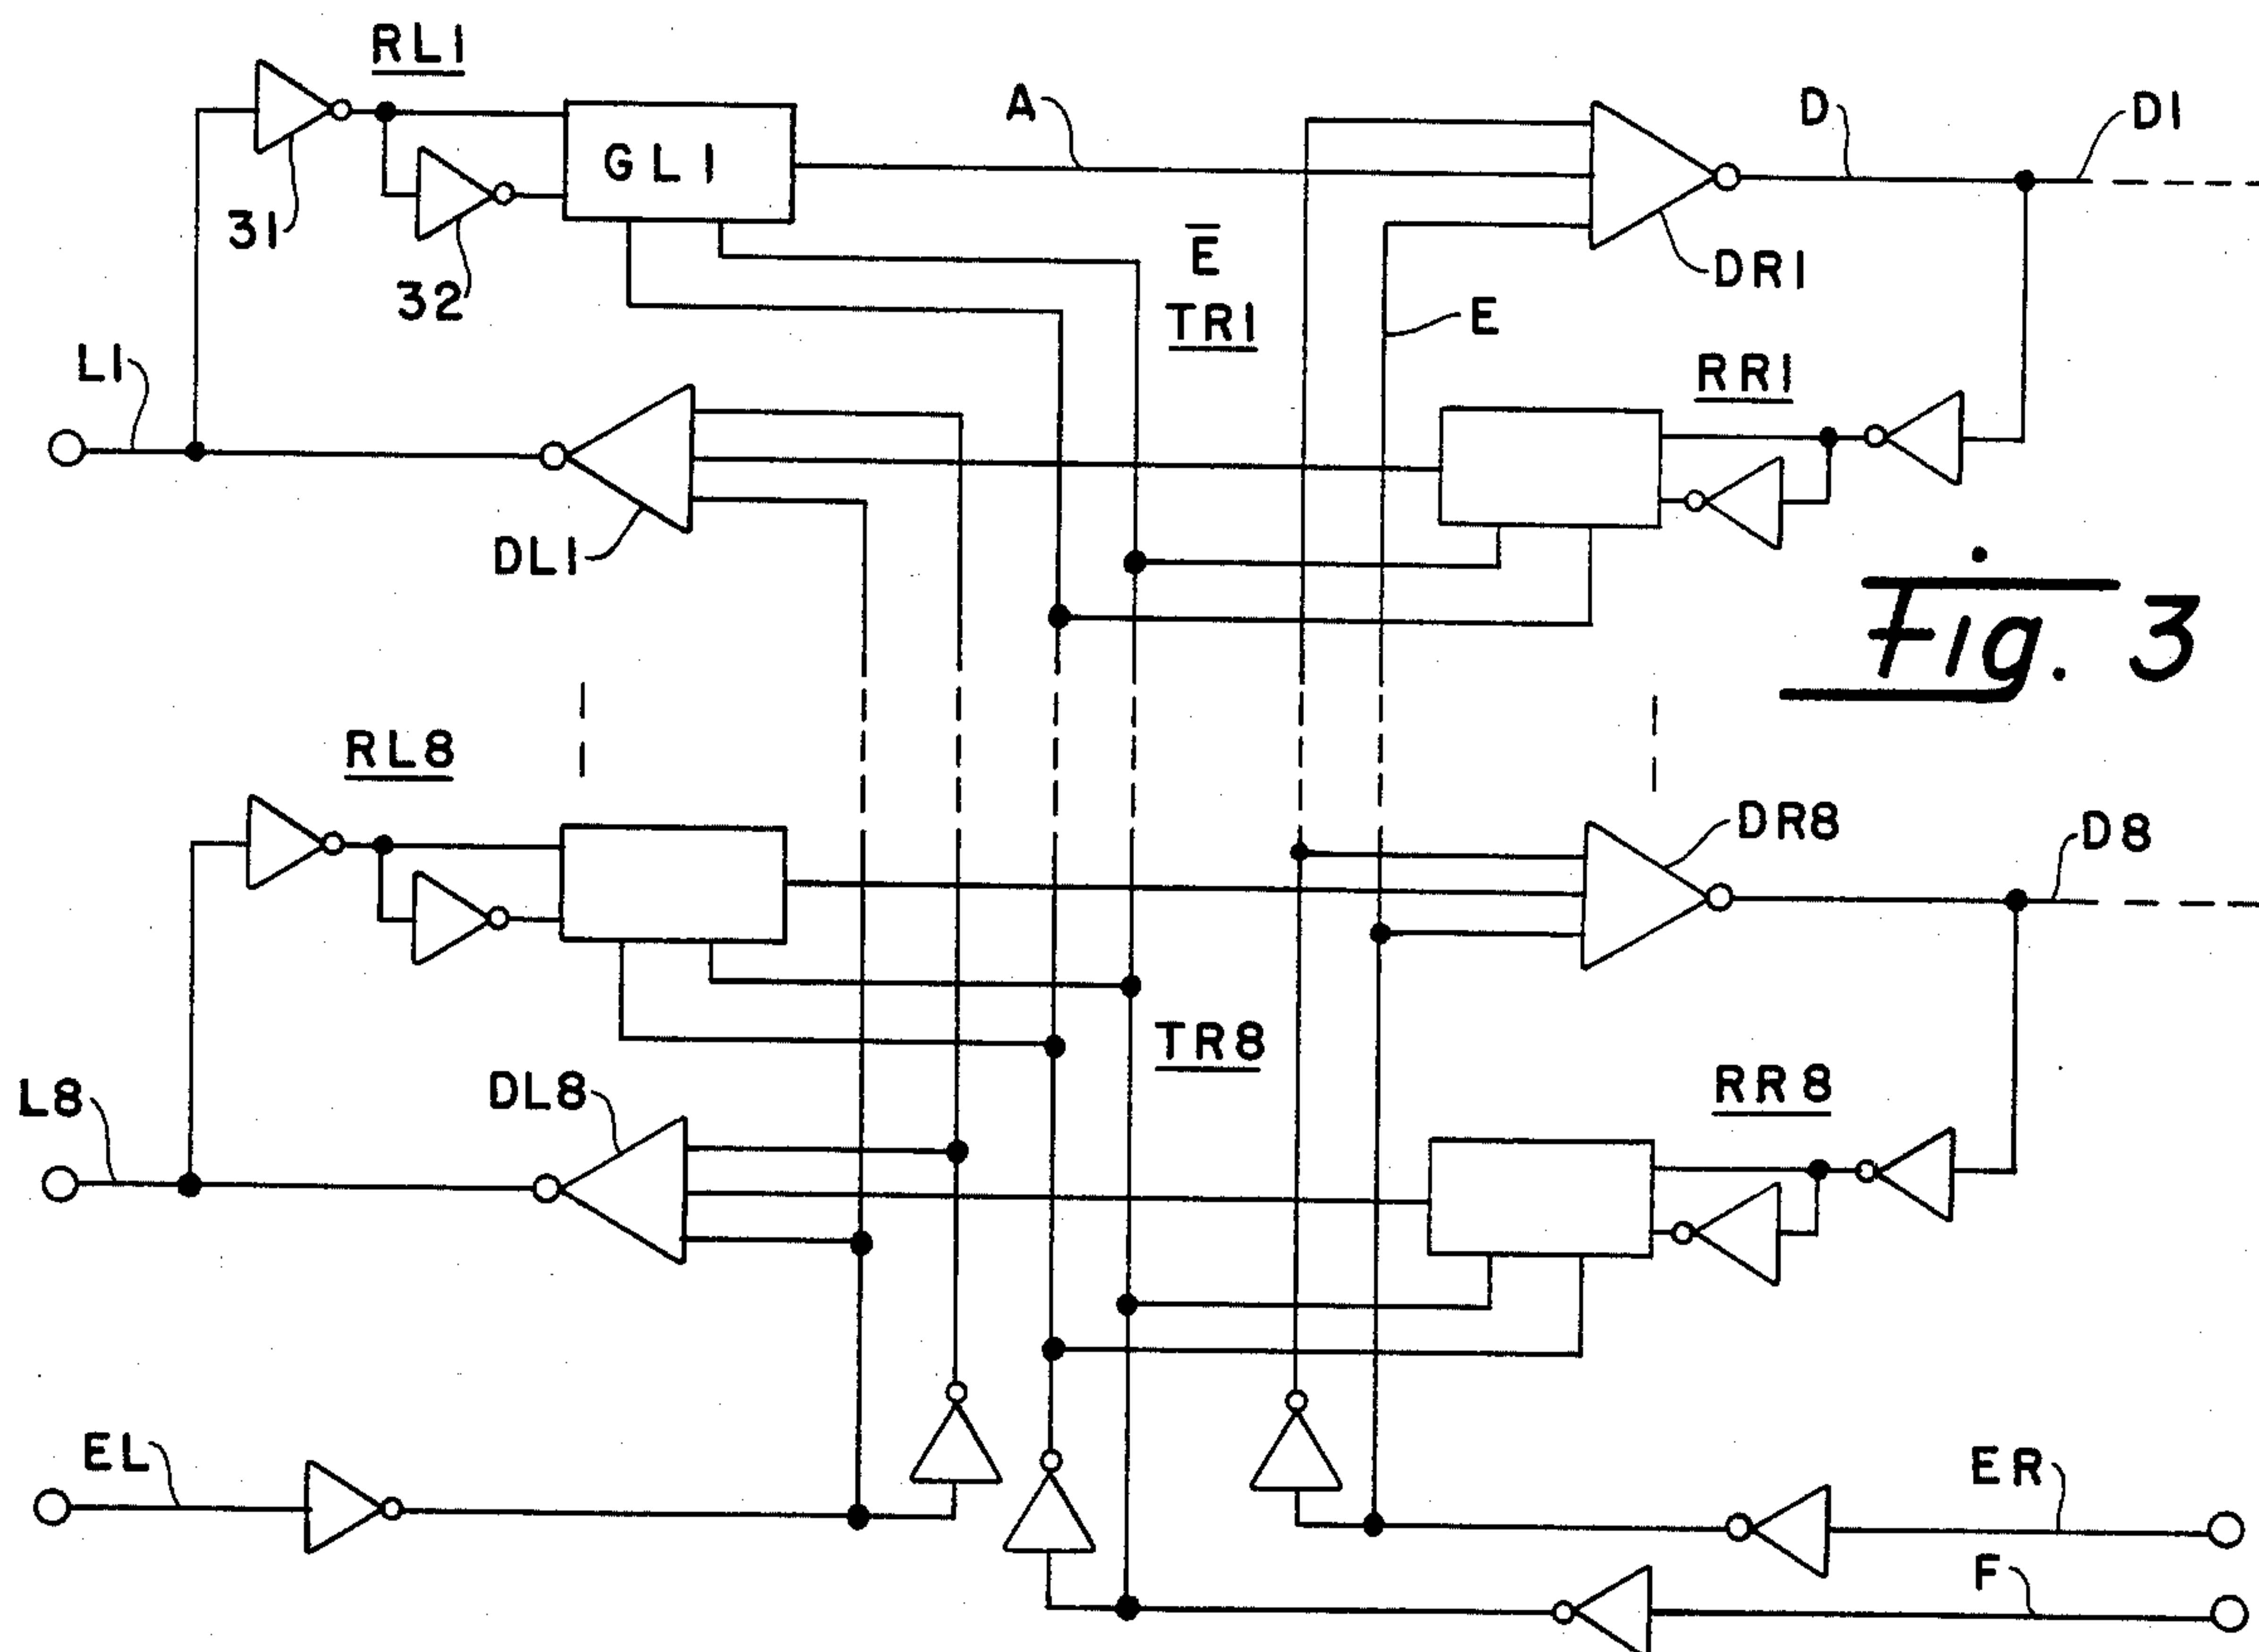 RL1
A
D
D1
GL1
31
32
E̅
TR1
DR1
E
L1
RR1
DL1
Fig. 3
RL8
DR8
D8
TR8
L8
DL8
RR8
EL
ER
F